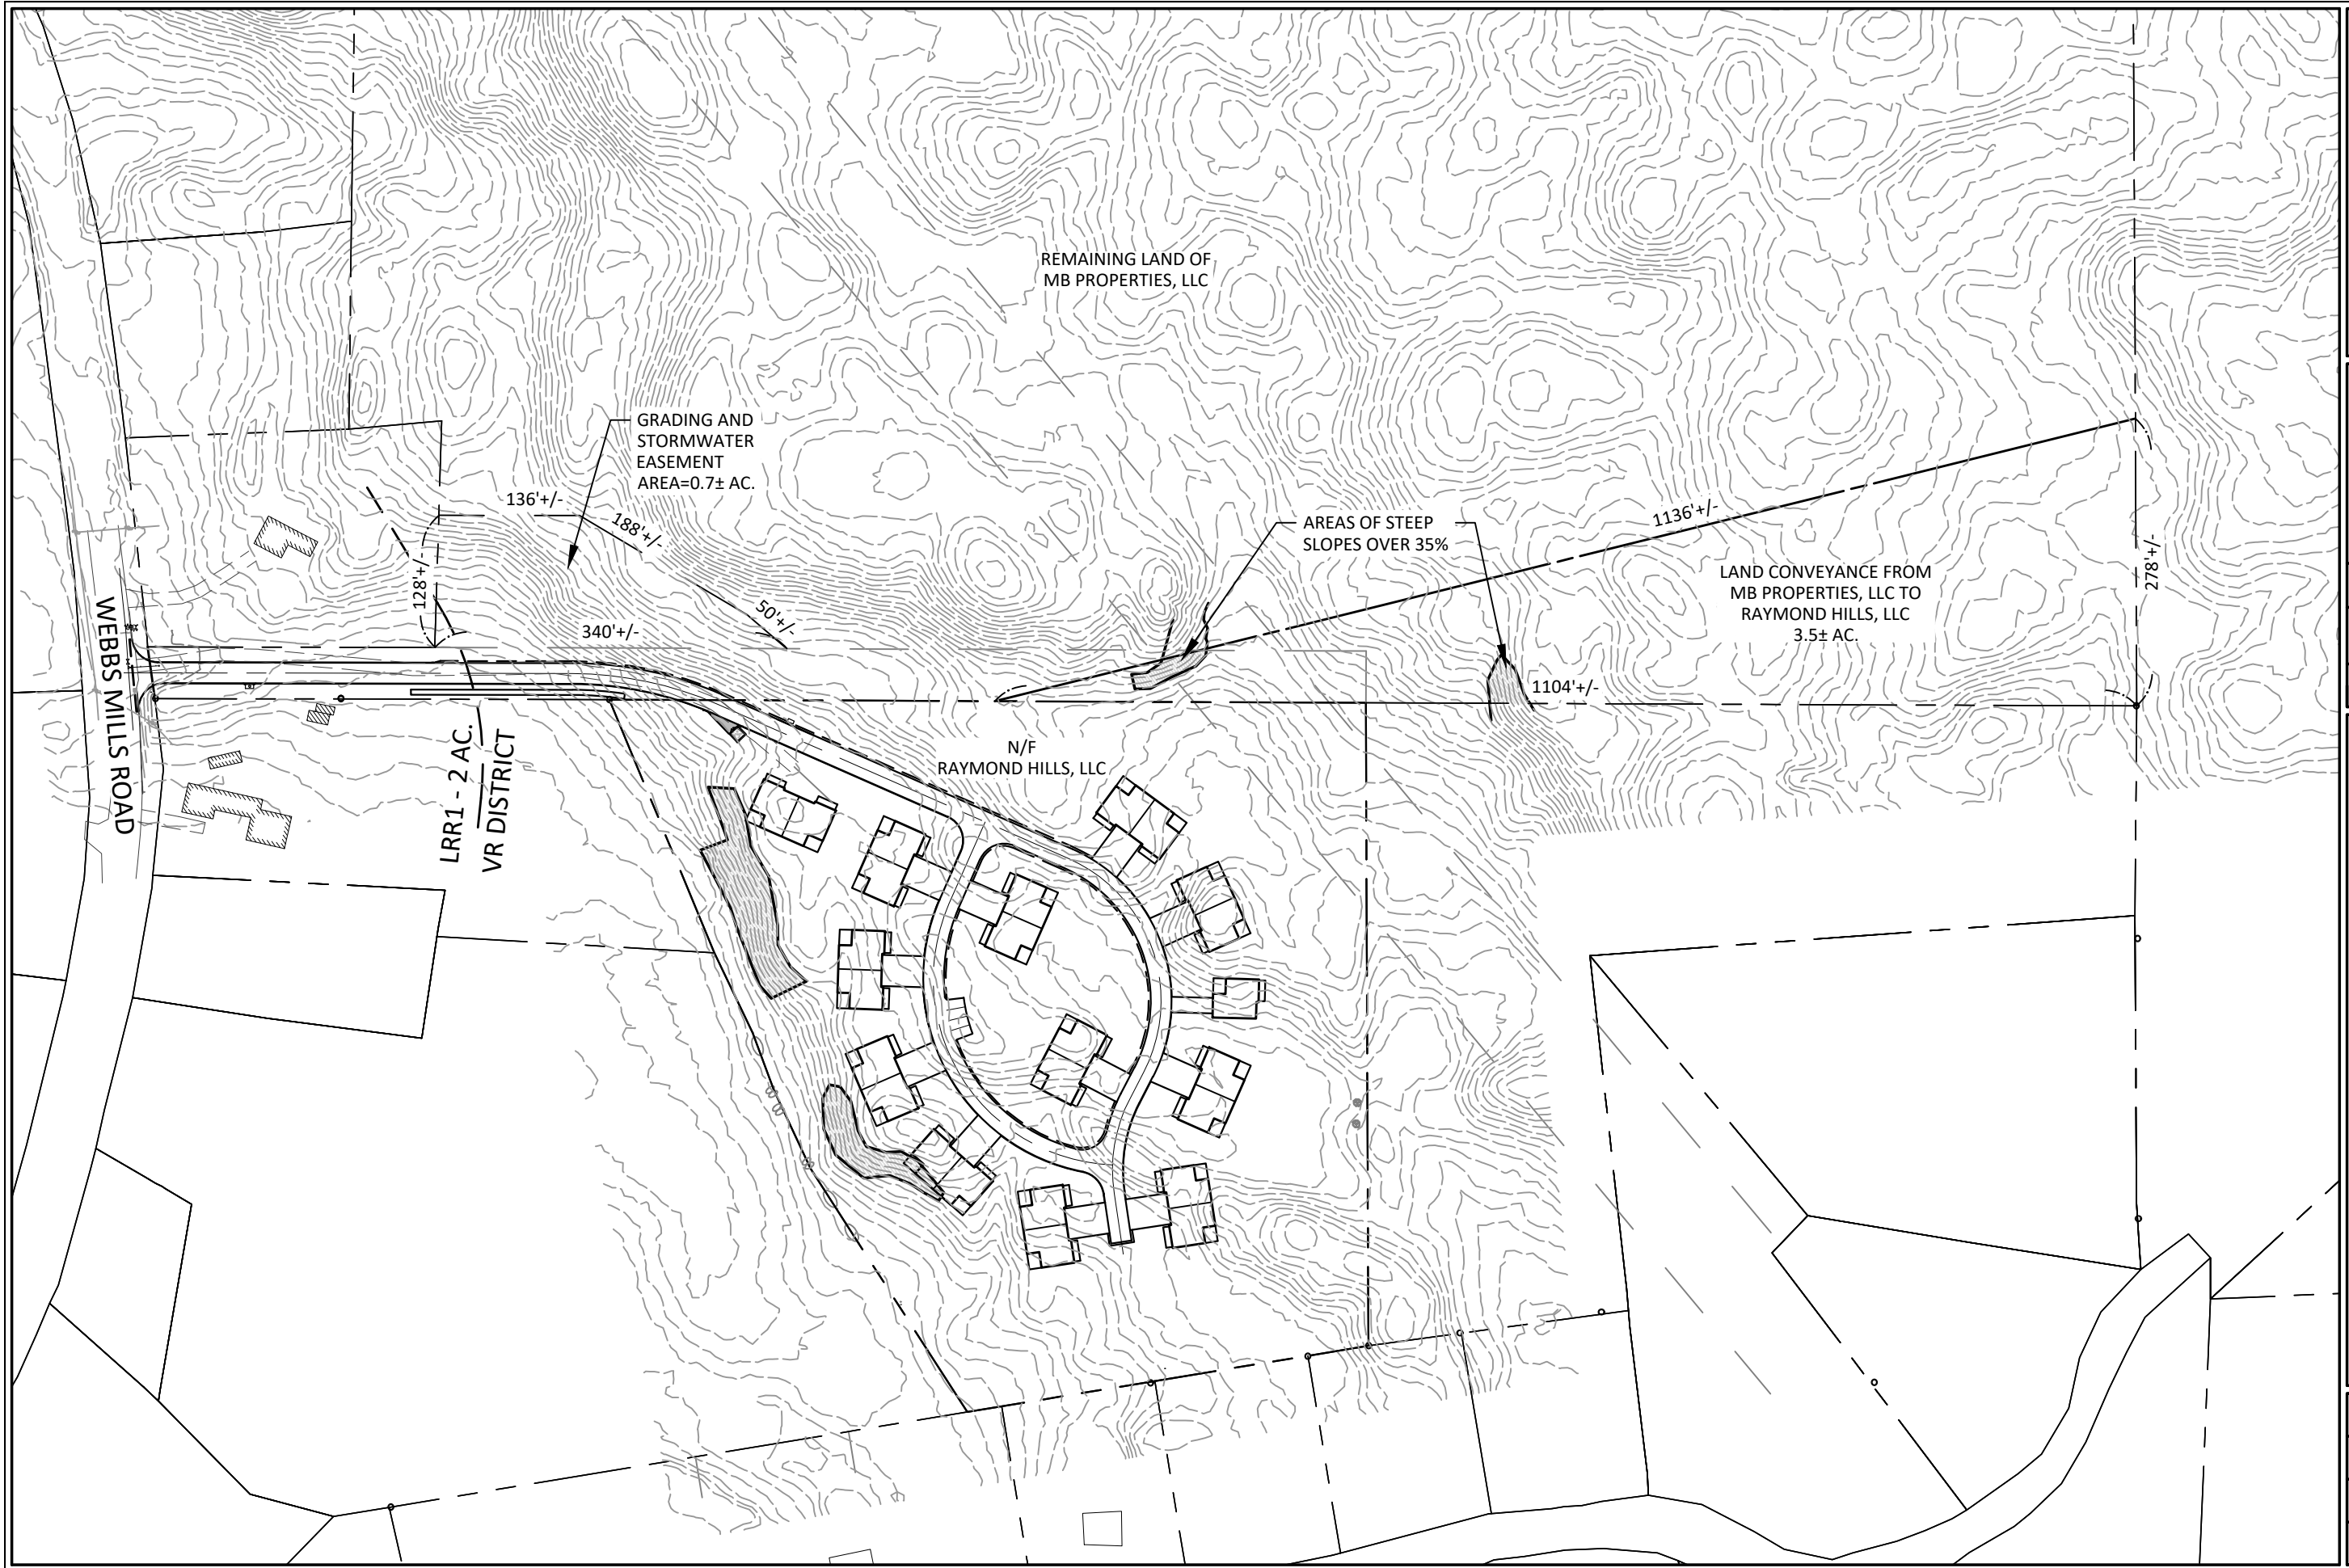 REMAINING LAND OF
MB PROPERTIES, LLC
GRADING AND
STORMWATER
EASEMENT
AREA=0.7± AC.
136'+/-
188'+/-
AREAS OF STEEP
SLOPES OVER 35%
1136'+/-
278'+/-
LAND CONVEYANCE FROM
MB PROPERTIES, LLC TO
RAYMOND HILLS, LLC
3.5± AC.
128'+/-
50'+/-
340'+/-
1104'+/-
WEBBS MILLS ROAD
LRR1 - 2 AC.
VR DISTRICT
N/F
RAYMOND HILLS, LLC